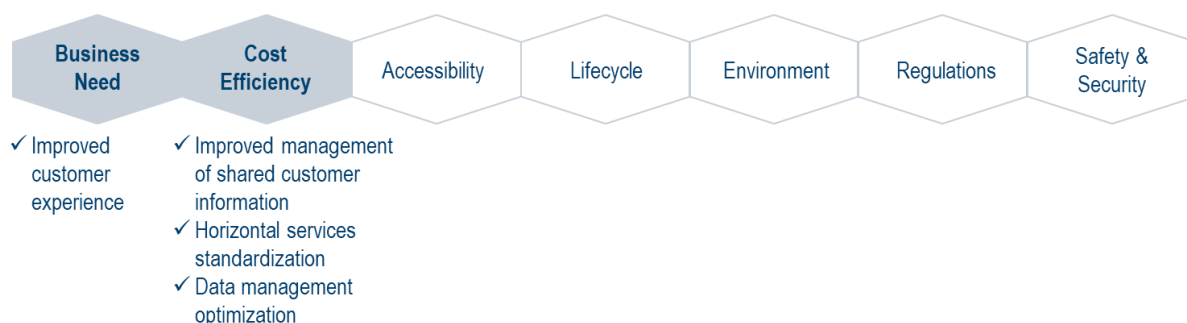 Business
Need
Cost
Efficiency
Accessibility
Lifecycle
Environment
Regulations
Safety &
Security
✓ Improved
customer
experience
✓ Improved management
of shared customer
information
✓ Horizontal services
standardization
✓ Data management
optimization